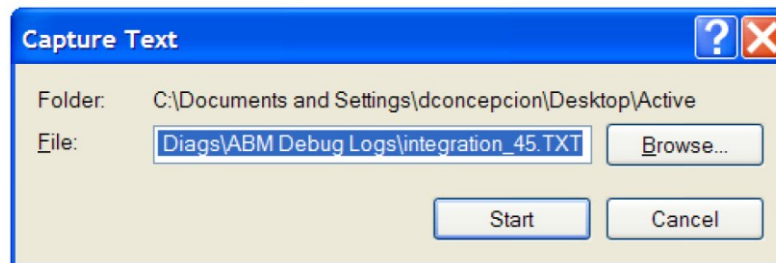 Capture Text
?
Folder: C:\Documents and Settings\dconcepcion\Desktop\Active
File: Diags\ABM Debug Logs\integration_45.TXT Browse...
Start Cancel